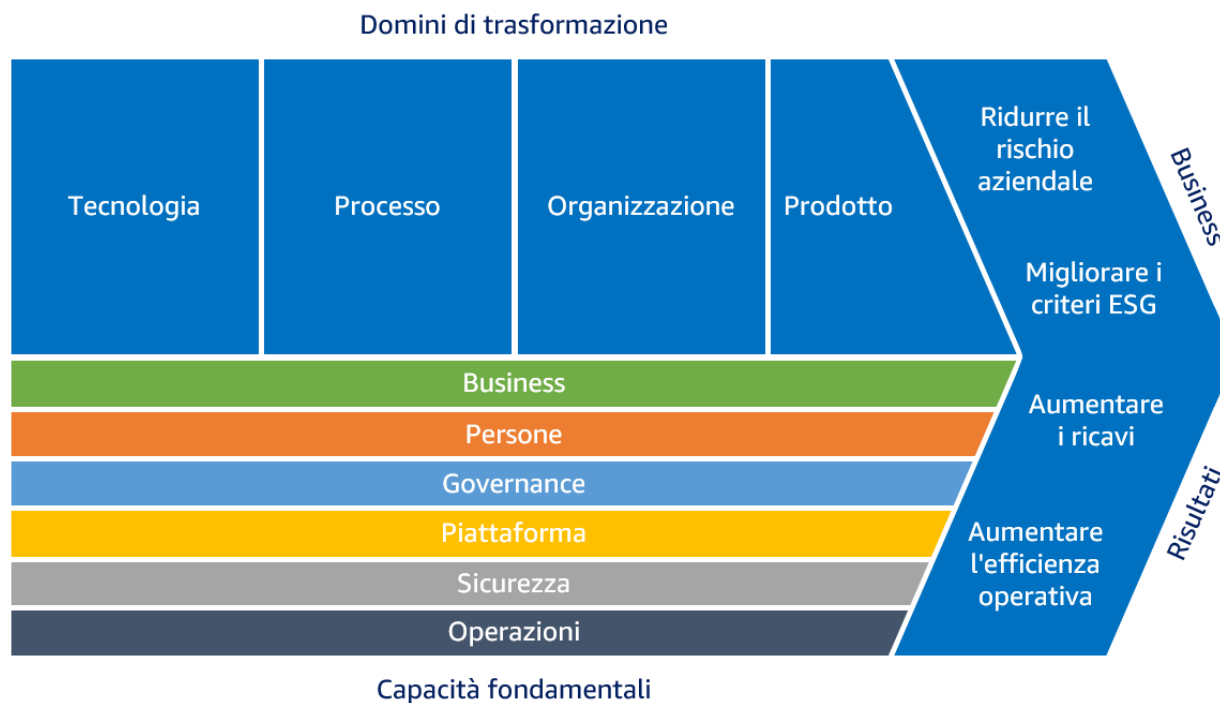 Domini di trasformazione
Tecnologia
Processo
Organizzazione
Prodotto
Ridurre il
rischio
aziendale
Migliorare i
criteri ESG
Aumentare
i ricavi
Aumentare
l'efficienza
operativa
Business
Risultati
Business
Persone
Governance
Piattaforma
Sicurezza
Operazioni
Capacità fondamentali